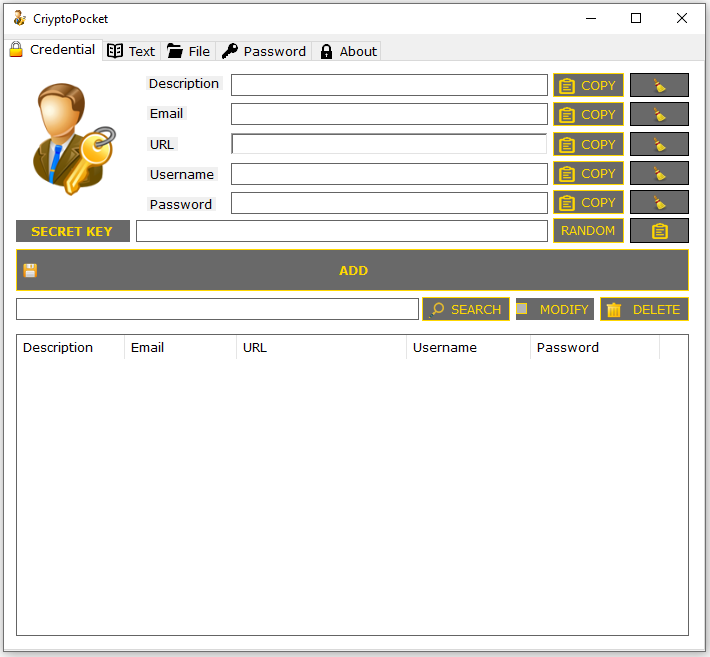 CriyptoPocket
Credential Text File Password About
Description COPY
Email COPY
URL COPY
Username COPY
Password COPY
SECRET KEY RANDOM
ADD
SEARCH MODIFY DELETE
Description Email URL Username Password